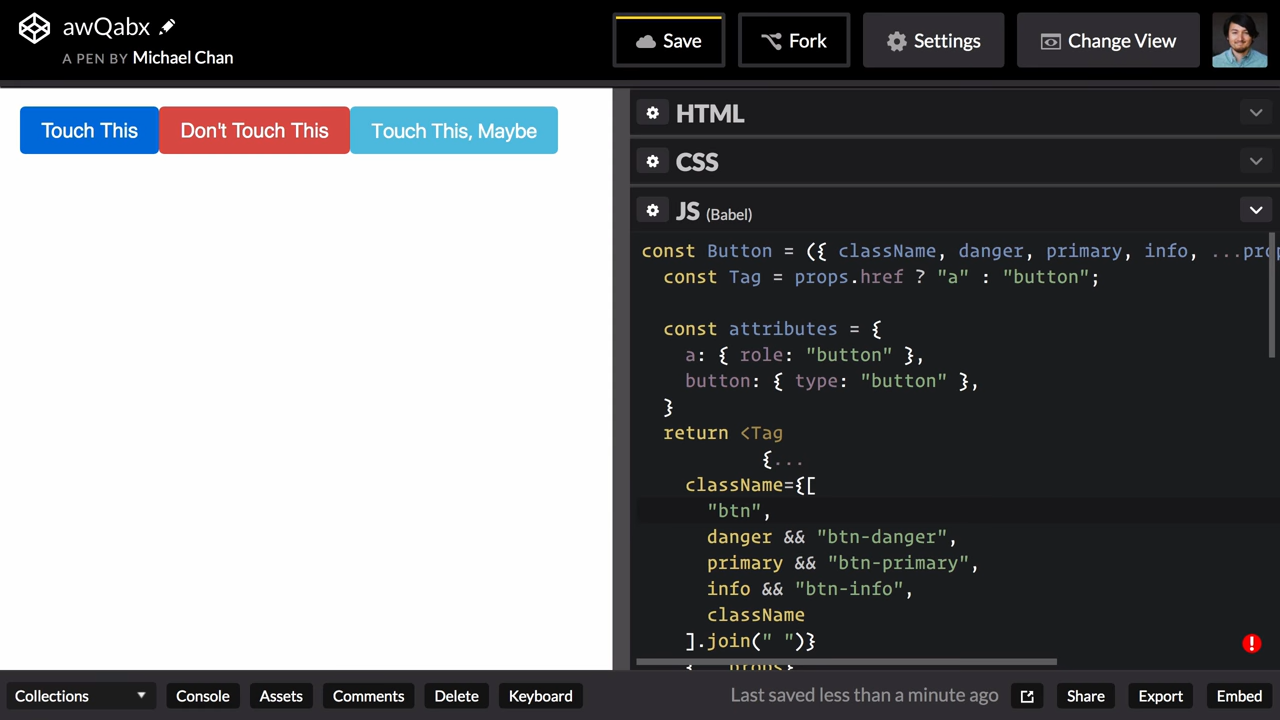 awQabx
A PEN BY Michael Chan
Save
Fork
Settings
Change View
Touch This
Don't Touch This
Touch This, Maybe
HTML
CSS
JS (Babel)
const Button = ({ className, danger, primary, info, ...prop
const Tag = props.href ? "a" : "button";
const attributes = {
a: { role: "button" },
button: { type: "button" },
}
return <Tag
{...
className={[
"btn",
danger && "btn-danger",
primary && "btn-primary",
info && "btn-info",
className
].join(" ")}
{...props}
Collections
Console
Assets
Comments
Delete
Keyboard
Last saved less than a minute ago
Share
Export
Embed